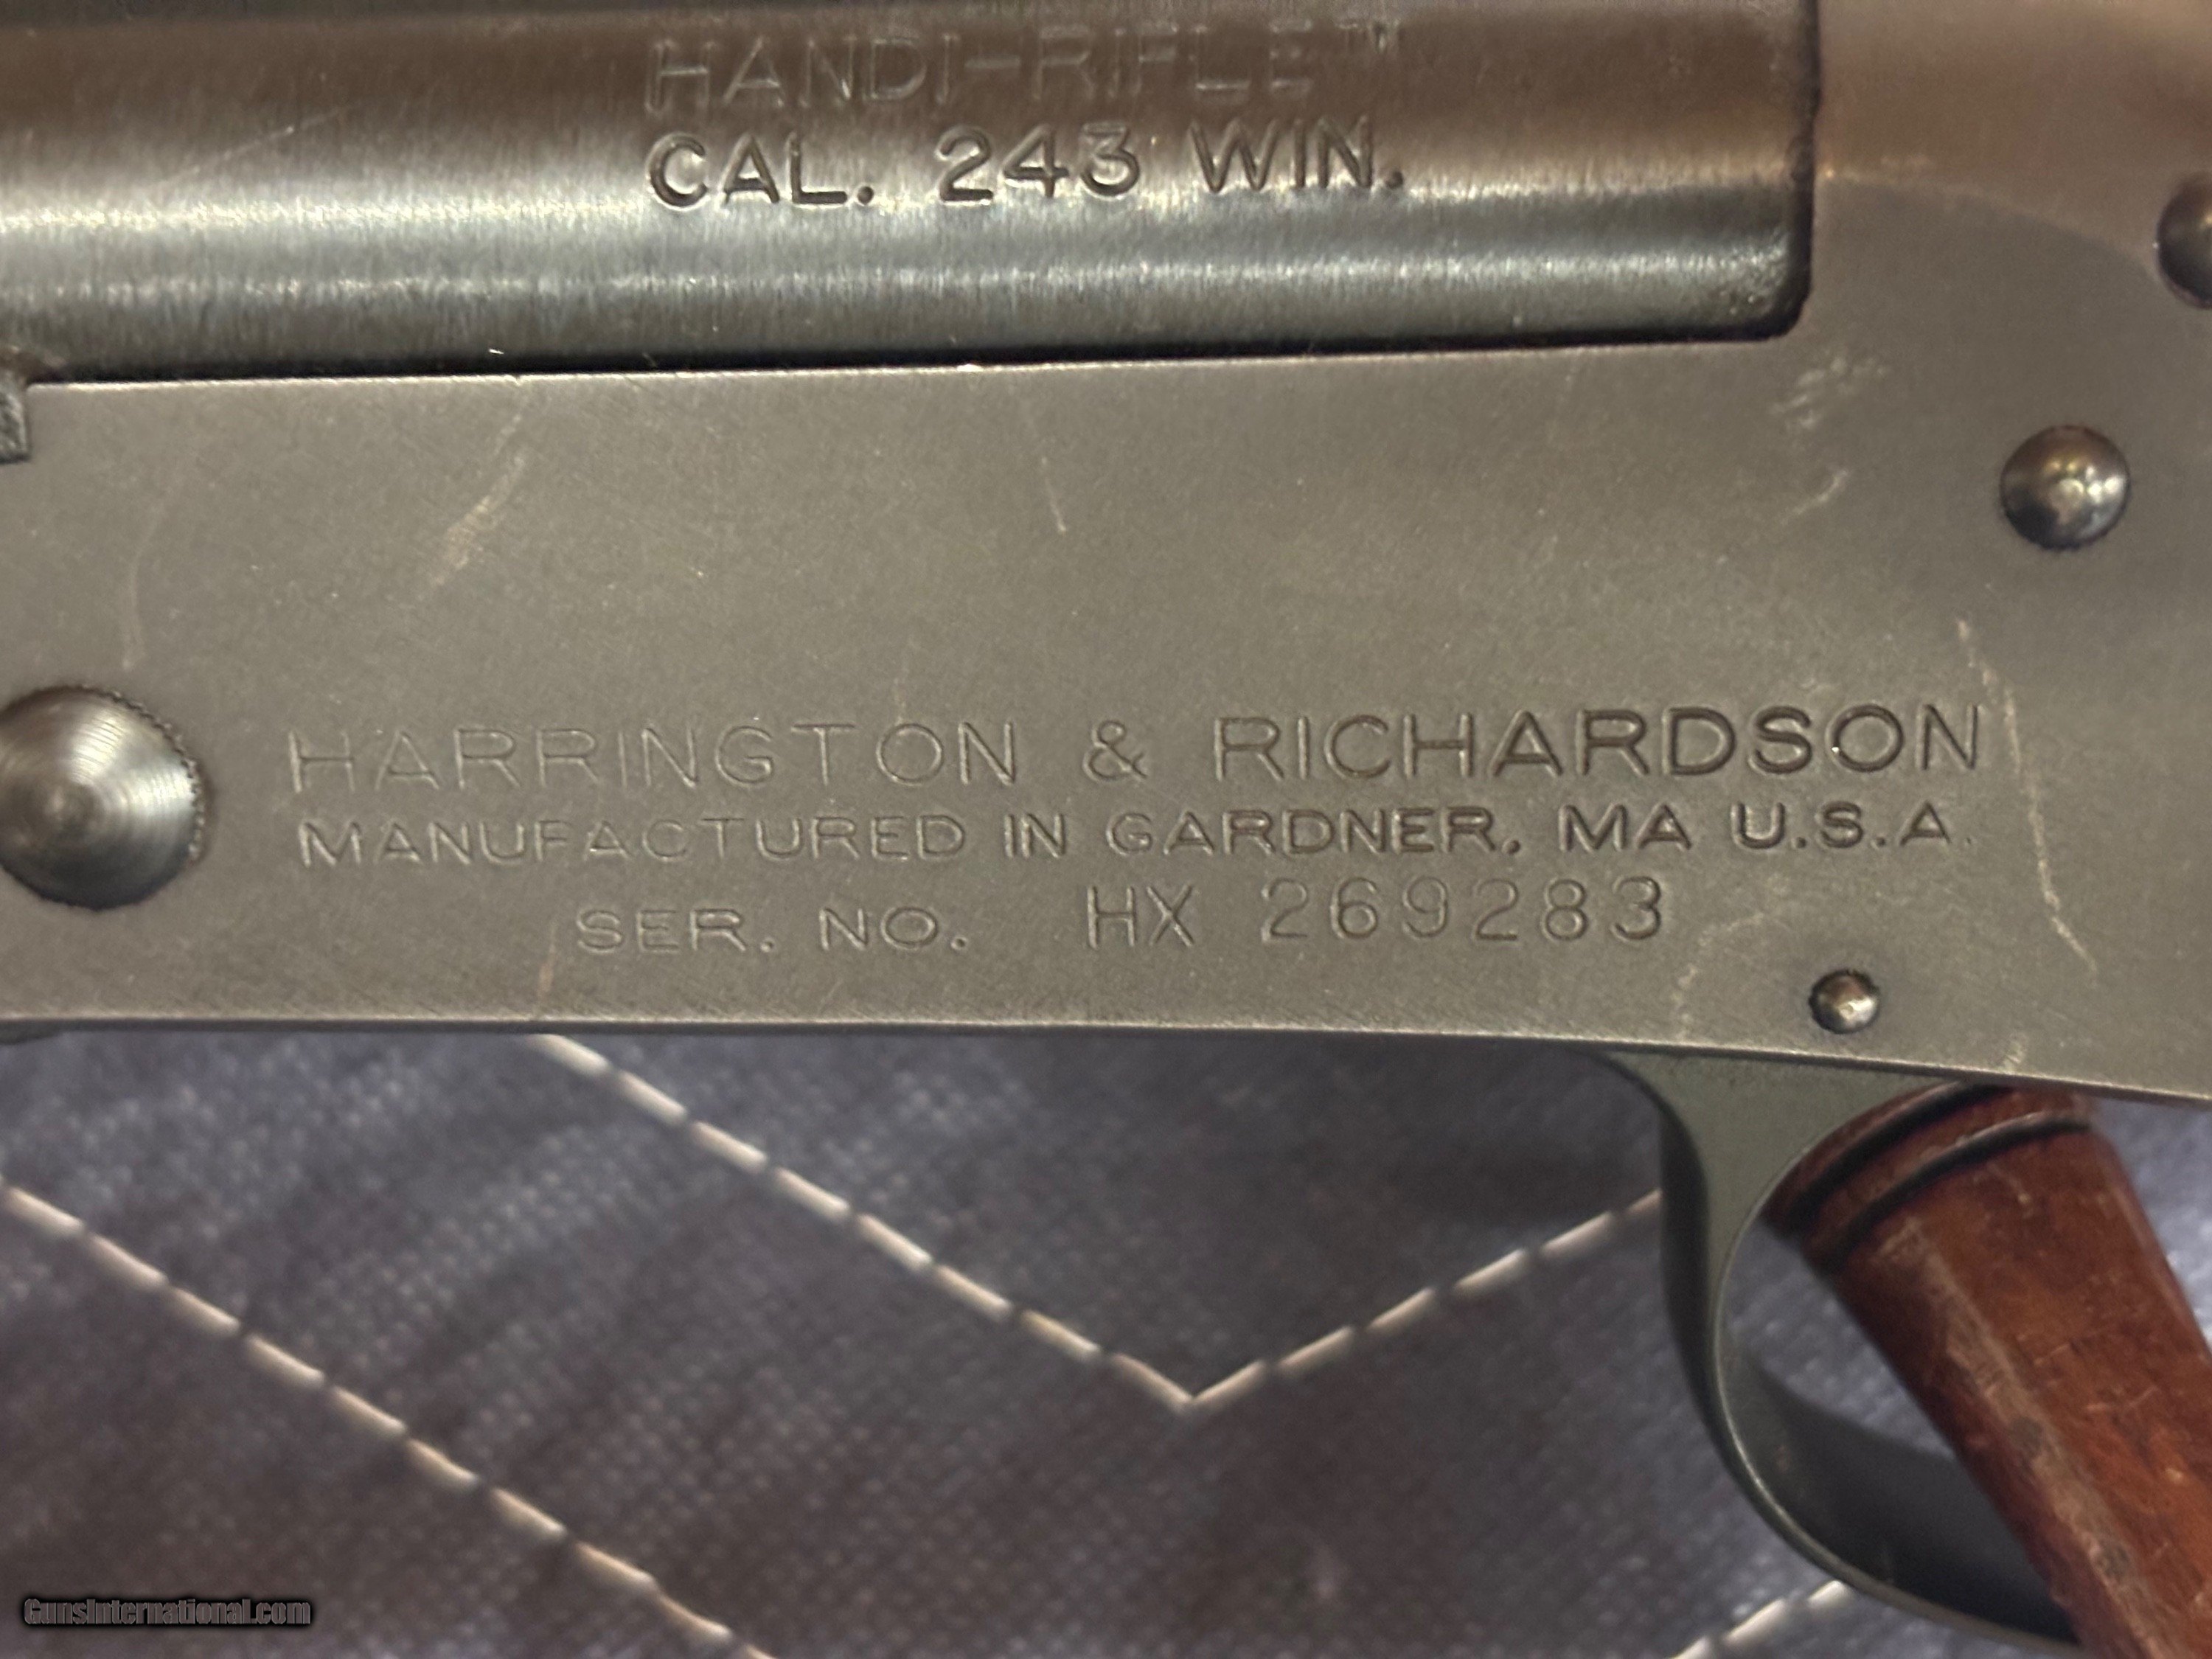 HANDI-RIFLE™
CAL. 243 WIN.
HARRINGTON & RICHARDSON
MANUFACTURED IN GARDNER, MA U.S.A.
SER. NO. HX 269283
GunsInternational.com